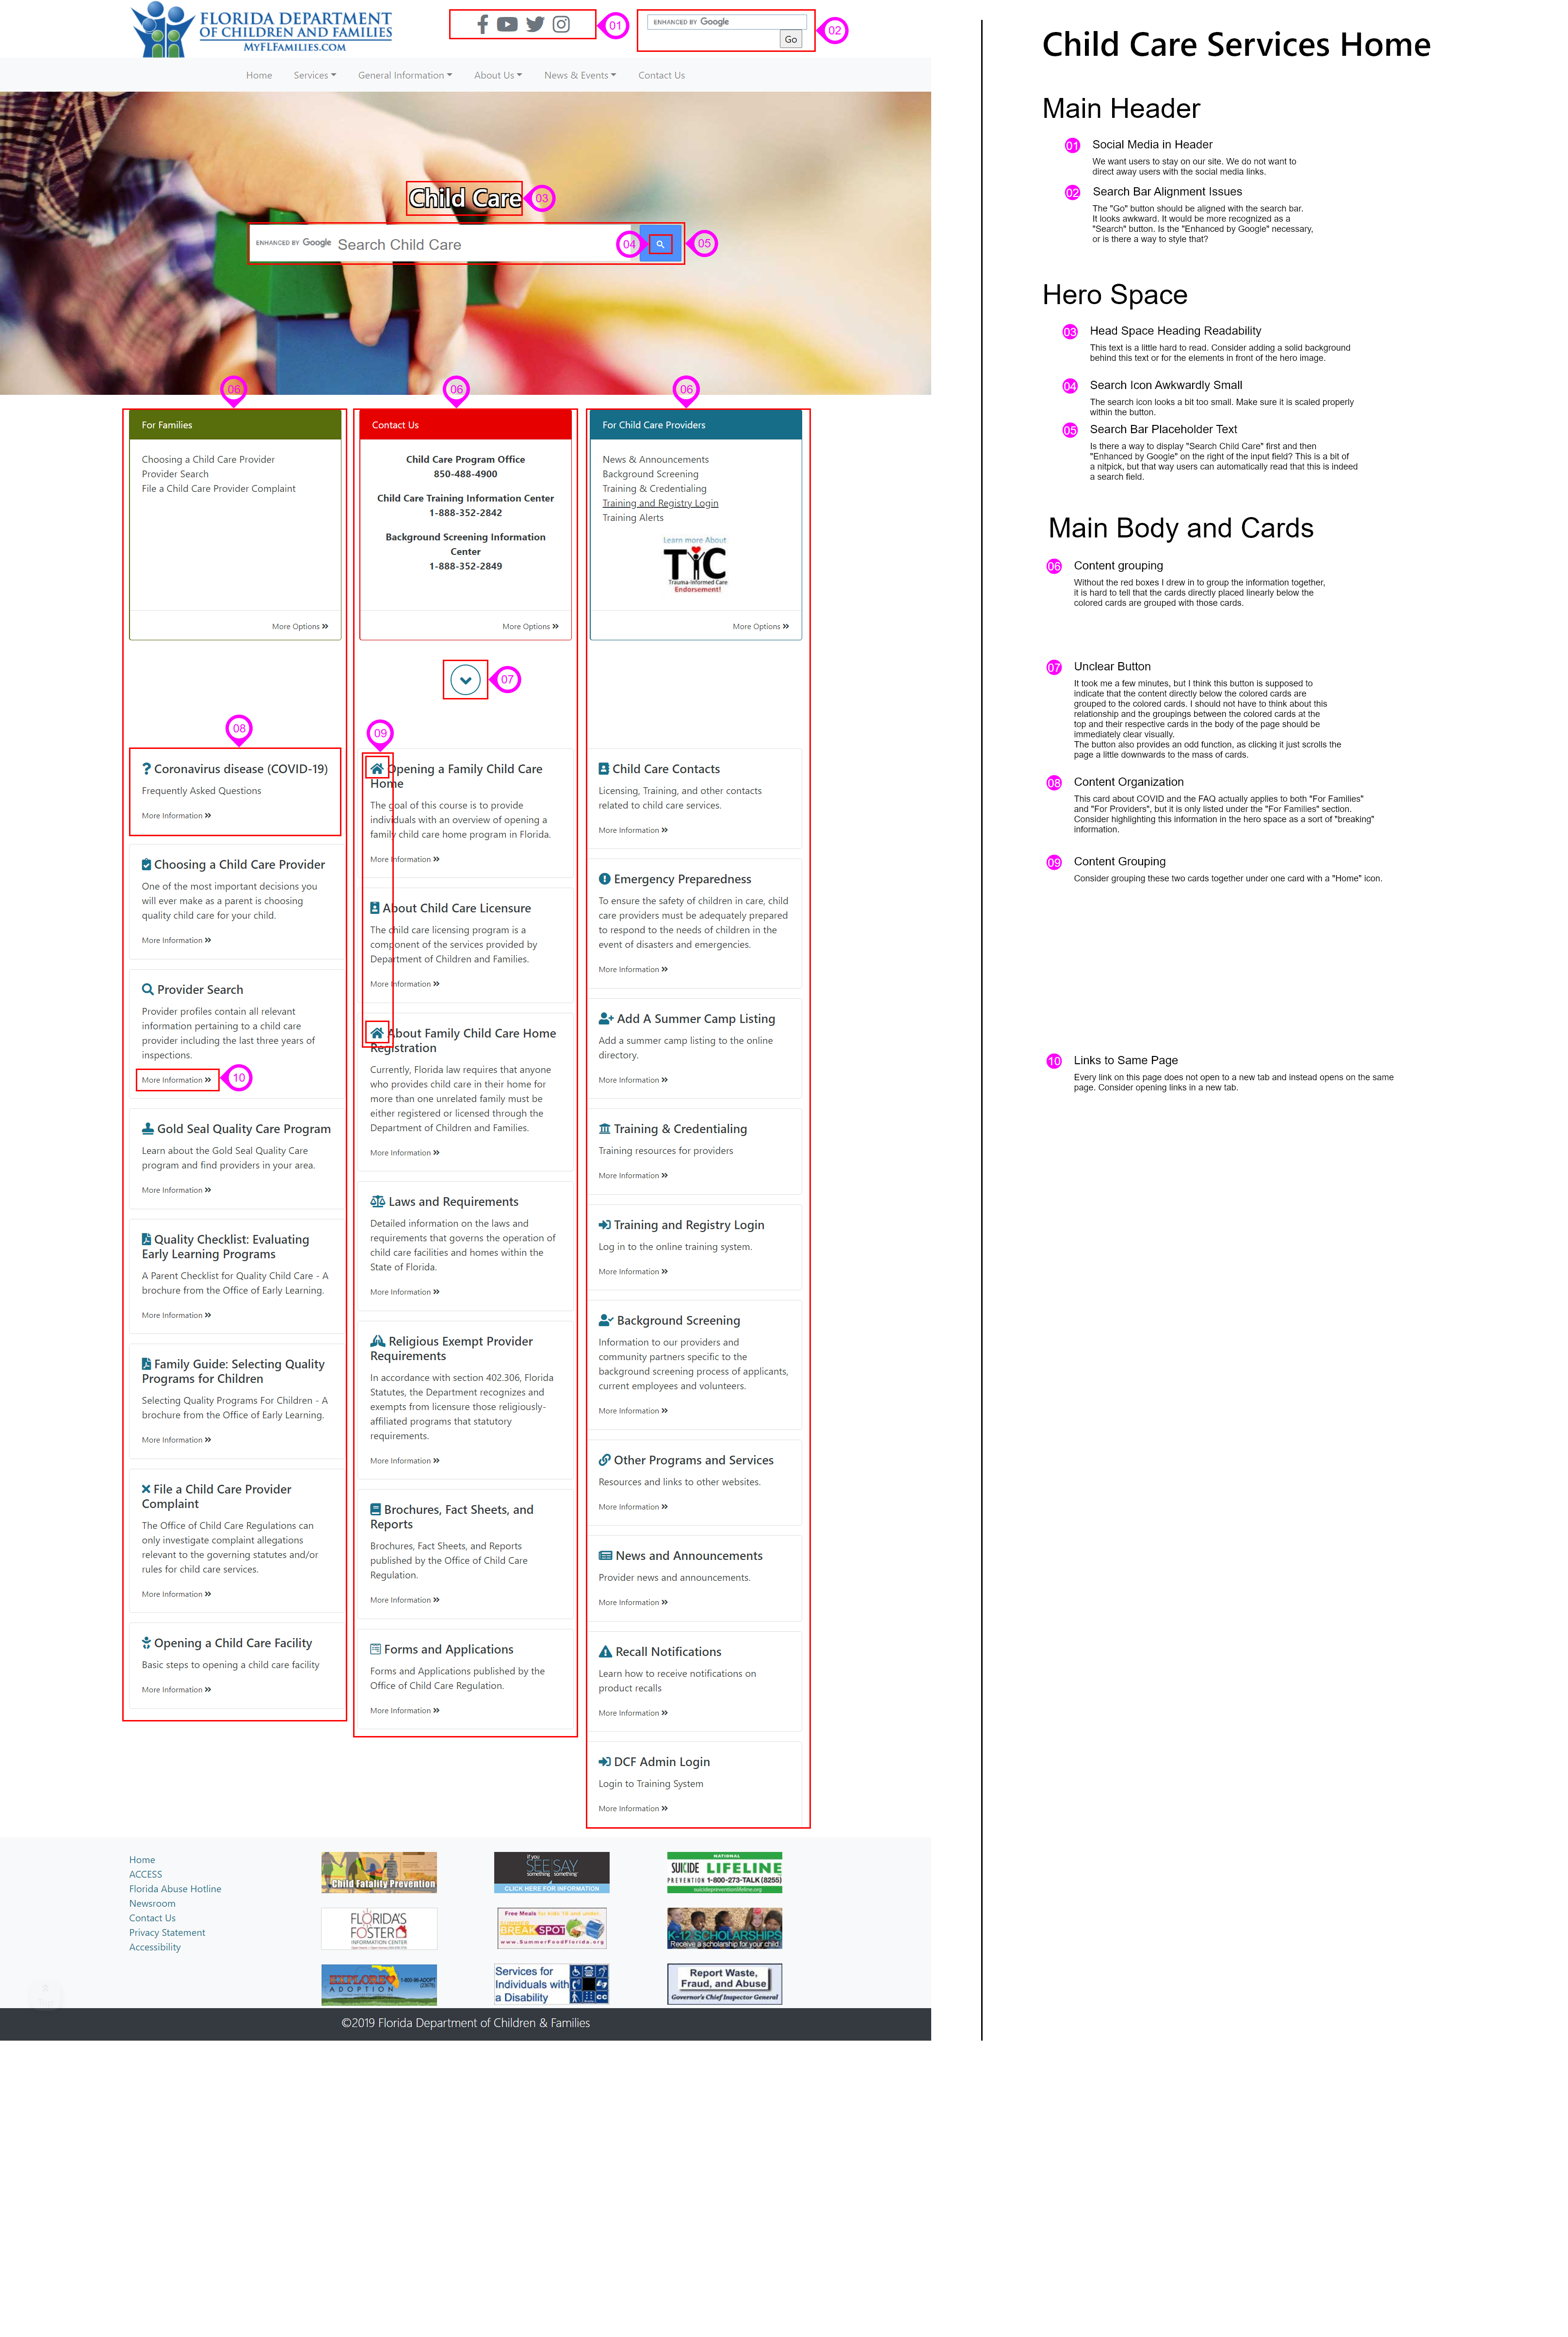 FLORIDA DEPARTMENT
OF CHILDREN AND FAMILIES
MYFLFAMILIES.COM
01
ENHANCED BY Google
Go
02
Home
Services
General Information
About Us
News & Events
Contact Us
Child Care
03
ENHANCED BY Google
Search Child Care
04
05
06
06
06
For Families
Choosing a Child Care Provider
Provider Search
File a Child Care Provider Complaint
More Options
Contact Us
Child Care Program Office
850-488-4900
Child Care Training Information Center
1-888-352-2842
Background Screening Information
Center
1-888-352-2849
More Options
For Child Care Providers
News & Announcements
Background Screening
Training & Credentialing
Training and Registry Login
Training Alerts
Learn more About
TIC
Trauma-Informed Care
Endorsement!
More Options
07
08
09
Coronavirus disease (COVID-19)
Frequently Asked Questions
More Information
Choosing a Child Care Provider
One of the most important decisions you
will ever make as a parent is choosing
quality child care for your child.
More Information
Provider Search
Provider profiles contain all relevant
information pertaining to a child care
provider including the last three years of
inspections.
More Information
10
Gold Seal Quality Care Program
Learn about the Gold Seal Quality Care
program and find providers in your area.
More Information
Quality Checklist: Evaluating
Early Learning Programs
A Parent Checklist for Quality Child Care - A
brochure from the Office of Early Learning.
More Information
Family Guide: Selecting Quality
Programs for Children
Selecting Quality Programs For Children - A
brochure from the Office of Early Learning.
More Information
File a Child Care Provider
Complaint
The Office of Child Care Regulations can
only investigate complaint allegations
relevant to the governing statutes and/or
rules for child care services.
More Information
Opening a Child Care Facility
Basic steps to opening a child care facility
More Information
Opening a Family Child Care
Home
The goal of this course is to provide
individuals with an overview of opening a
family child care home program in Florida.
More Information
About Child Care Licensure
The child care licensing program is a
component of the services provided by
Department of Children and Families.
More Information
About Family Child Care Home
Registration
Currently, Florida law requires that anyone
who provides child care in their home for
more than one unrelated family must be
either registered or licensed through the
Department of Children and Families.
More Information
Laws and Requirements
Detailed information on the laws and
requirements that governs the operation of
child care facilities and homes within the
State of Florida.
More Information
Religious Exempt Provider
Requirements
In accordance with section 402.306, Florida
Statutes, the Department recognizes and
exempts from licensure those religiously-
affiliated programs that statutory
requirements.
More Information
Brochures, Fact Sheets, and
Reports
Brochures, Fact Sheets, and Reports
published by the Office of Child Care
Regulation.
More Information
Forms and Applications
Forms and Applications published by the
Office of Child Care Regulation.
More Information
Child Care Contacts
Licensing, Training, and other contacts
related to child care services.
More Information
Emergency Preparedness
To ensure the safety of children in care, child
care providers must be adequately prepared
to respond to the needs of children in the
event of disasters and emergencies.
More Information
Add A Summer Camp Listing
Add a summer camp listing to the online
directory.
More Information
Training & Credentialing
Training resources for providers
More Information
Training and Registry Login
Log in to the online training system.
More Information
Background Screening
Information to our providers and
community partners specific to the
background screening process of applicants,
current employees and volunteers.
More Information
Other Programs and Services
Resources and links to other websites.
More Information
News and Announcements
Provider news and announcements.
More Information
Recall Notifications
Learn how to receive notifications on
product recalls
More Information
DCF Admin Login
Login to Training System
More Information
Home
ACCESS
Florida Abuse Hotline
Newsroom
Contact Us
Privacy Statement
Accessibility
Child Fatality Prevention
FLORIDA'S
FOSTER
INFORMATION CENTER
EXPLORE
ADOPTION
if you
SEE SAY
something something
CLICK HERE FOR INFORMATION
Free Meals for kids 18 and under
SUMMER
BREAKSPOT
www.SummerFoodFlorida.org
Services for
Individuals with
a Disability
CC
NATIONAL
SUICIDE LIFELINE
PREVENTION 1-800-273-TALK (8255)
suicidepreventionlifeline.org
K-12 SCHOLARSHIPS
Receive a scholarship for your child
Report Waste,
Fraud, and Abuse
Governor's Chief Inspector General
©2019 Florida Department of Children & Families
Child Care Services Home
Main Header
01 Social Media in Header
We want users to stay on our site. We do not want to
direct away users with the social media links.
02 Search Bar Alignment Issues
The "Go" button should be aligned with the search bar.
It looks awkward. It would be more recognized as a
"Search" button. Is the "Enhanced by Google" necessary,
or is there a way to style that?
Hero Space
03 Head Space Heading Readability
This text is a little hard to read. Consider adding a solid background
behind this text or for the elements in front of the hero image.
04 Search Icon Awkwardly Small
The search icon looks a bit too small. Make sure it is scaled properly
within the button.
05 Search Bar Placeholder Text
Is there a way to display "Search Child Care" first and then
"Enhanced by Google" on the right of the input field? This is a bit of
a nitpick, but that way users can automatically read that this is indeed
a search field.
Main Body and Cards
06 Content grouping
Without the red boxes I drew in to group the information together,
it is hard to tell that the cards directly placed linearly below the
colored cards are grouped with those cards.
07 Unclear Button
It took me a few minutes, but I think this button is supposed to
indicate that the content directly below the colored cards are
grouped to the colored cards. I should not have to think about this
relationship and the groupings between the colored cards at the
top and their respective cards in the body of the page should be
immediately clear visually.
The button also provides an odd function, as clicking it just scrolls the
page a little downwards to the mass of cards.
08 Content Organization
This card about COVID and the FAQ actually applies to both "For Families"
and "For Providers", but it is only listed under the "For Families" section.
Consider highlighting this information in the hero space as a sort of "breaking"
information.
09 Content Grouping
Consider grouping these two cards together under one card with a "Home" icon.
10 Links to Same Page
Every link on this page does not open to a new tab and instead opens on the same
page. Consider opening links in a new tab.